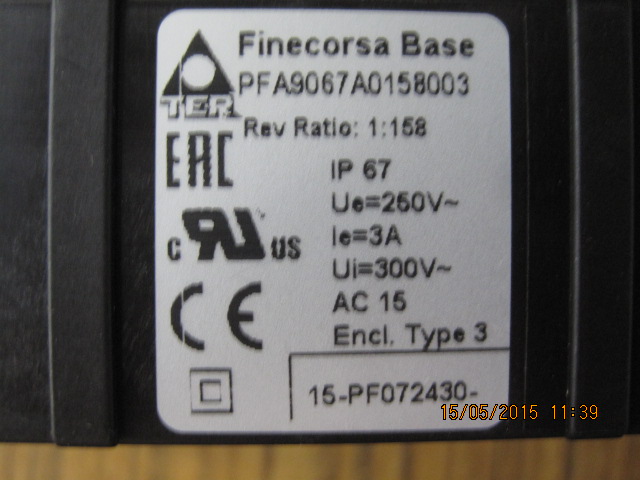 Finecorsa Base
PFA9067A0158003
TER
Rev Ratio: 1:158
EAC
IP 67
Ue=250V~
Ie=3A
c RU US
Ui=300V~
AC 15
CE
Encl. Type 3
15-PF072430-
15/05/2015 11:39